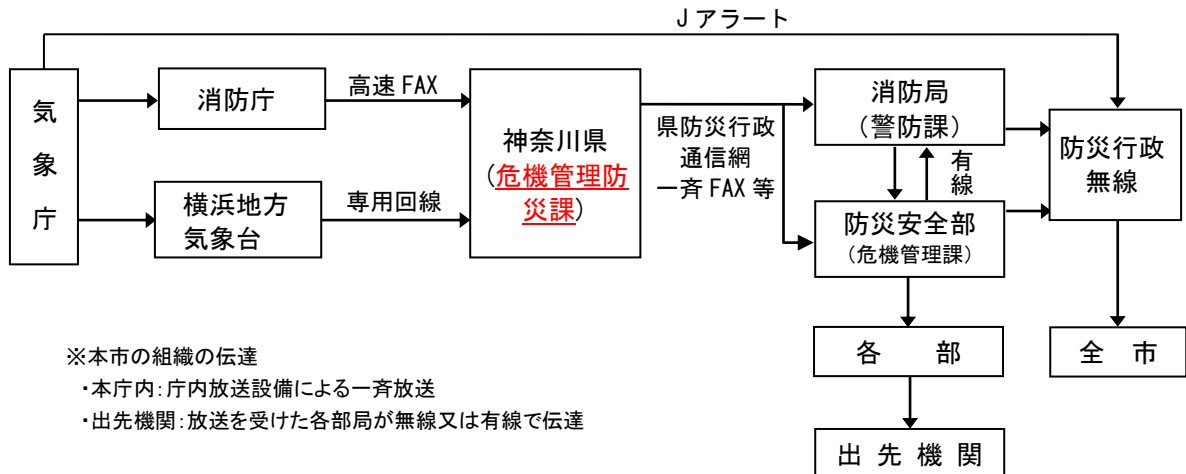 Jアラート
気象庁
消防庁
高速 FAX
横浜地方
気象台
専用回線
神奈川県
(危機管理防
災課)
県防災行政
通信網
一斉 FAX 等
消防局
(警防課)
有線
防災安全部
(危機管理課)
防災行政
無線
各 部
全 市
出 先 機 関
※本市の組織の伝達
・本庁内：庁内放送設備による一斉放送
・出先機関：放送を受けた各部局が無線又は有線で伝達